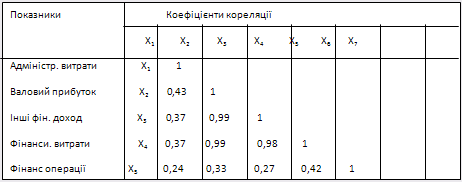 Показники Коефіцієнти кореляції
X₁ X₂ X₃ X₄ X₅ X₆ X₇
Адміністр. витрати X₁ 1
Валовий прибуток X₂ 0,43 1
Інші фін. доход X₃ 0,37 0,99 1
Фінанси. витрати X₄ 0,37 0,99 0,98 1
Фінанс операції X₅ 0,24 0,33 0,27 0,42 1